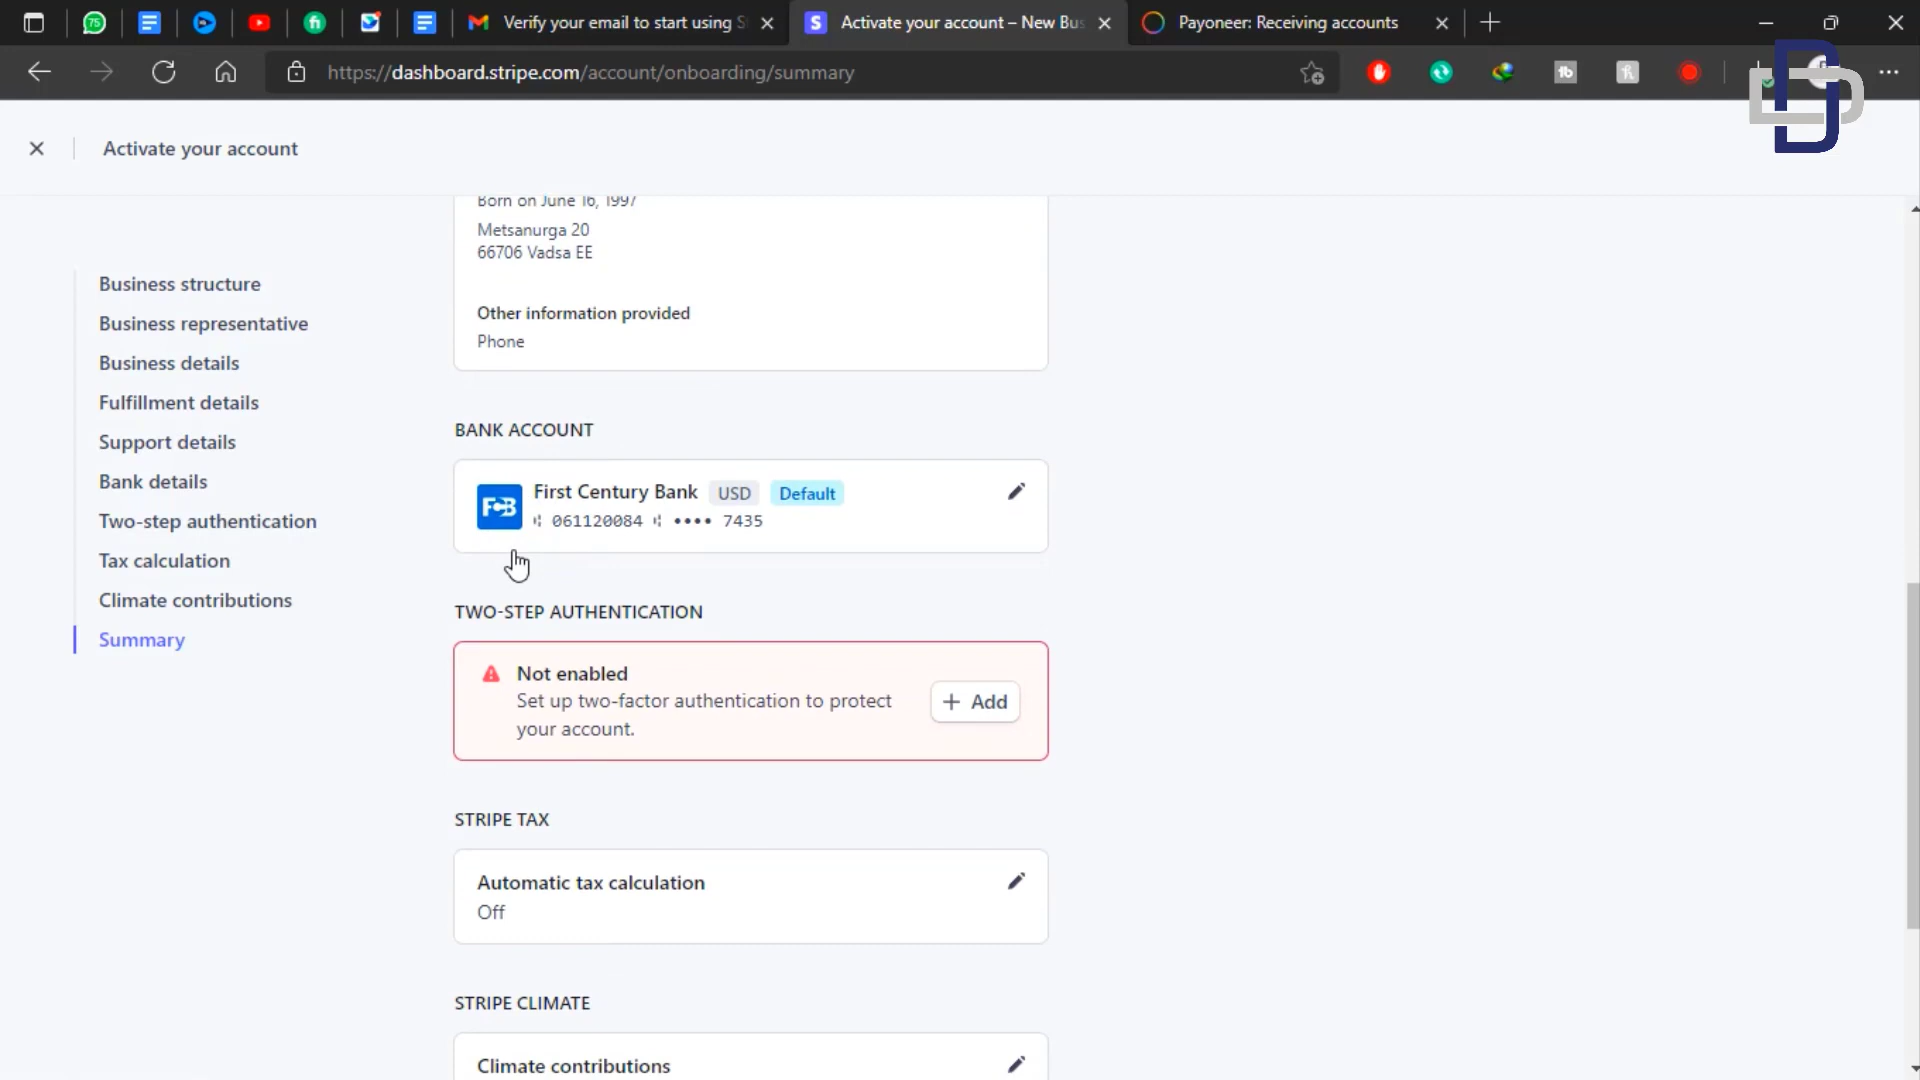 75
Verify your email to start using S
Activate your account – New Bus
Payoneer: Receiving accounts
https://dashboard.stripe.com/account/onboarding/summary
Activate your account
Business structure
Business representative
Business details
Fulfillment details
Support details
Bank details
Two-step authentication
Tax calculation
Climate contributions
Summary
Born on June 16, 1997
Metsanurga 20
66706 Vadsa EE
Other information provided
Phone
BANK ACCOUNT
FCB
First Century Bank USD Default
⑆ 061120084 ⑆ •••• 7435
TWO-STEP AUTHENTICATION
Not enabled
Set up two-factor authentication to protect
your account.
+ Add
STRIPE TAX
Automatic tax calculation
Off
STRIPE CLIMATE
Climate contributions